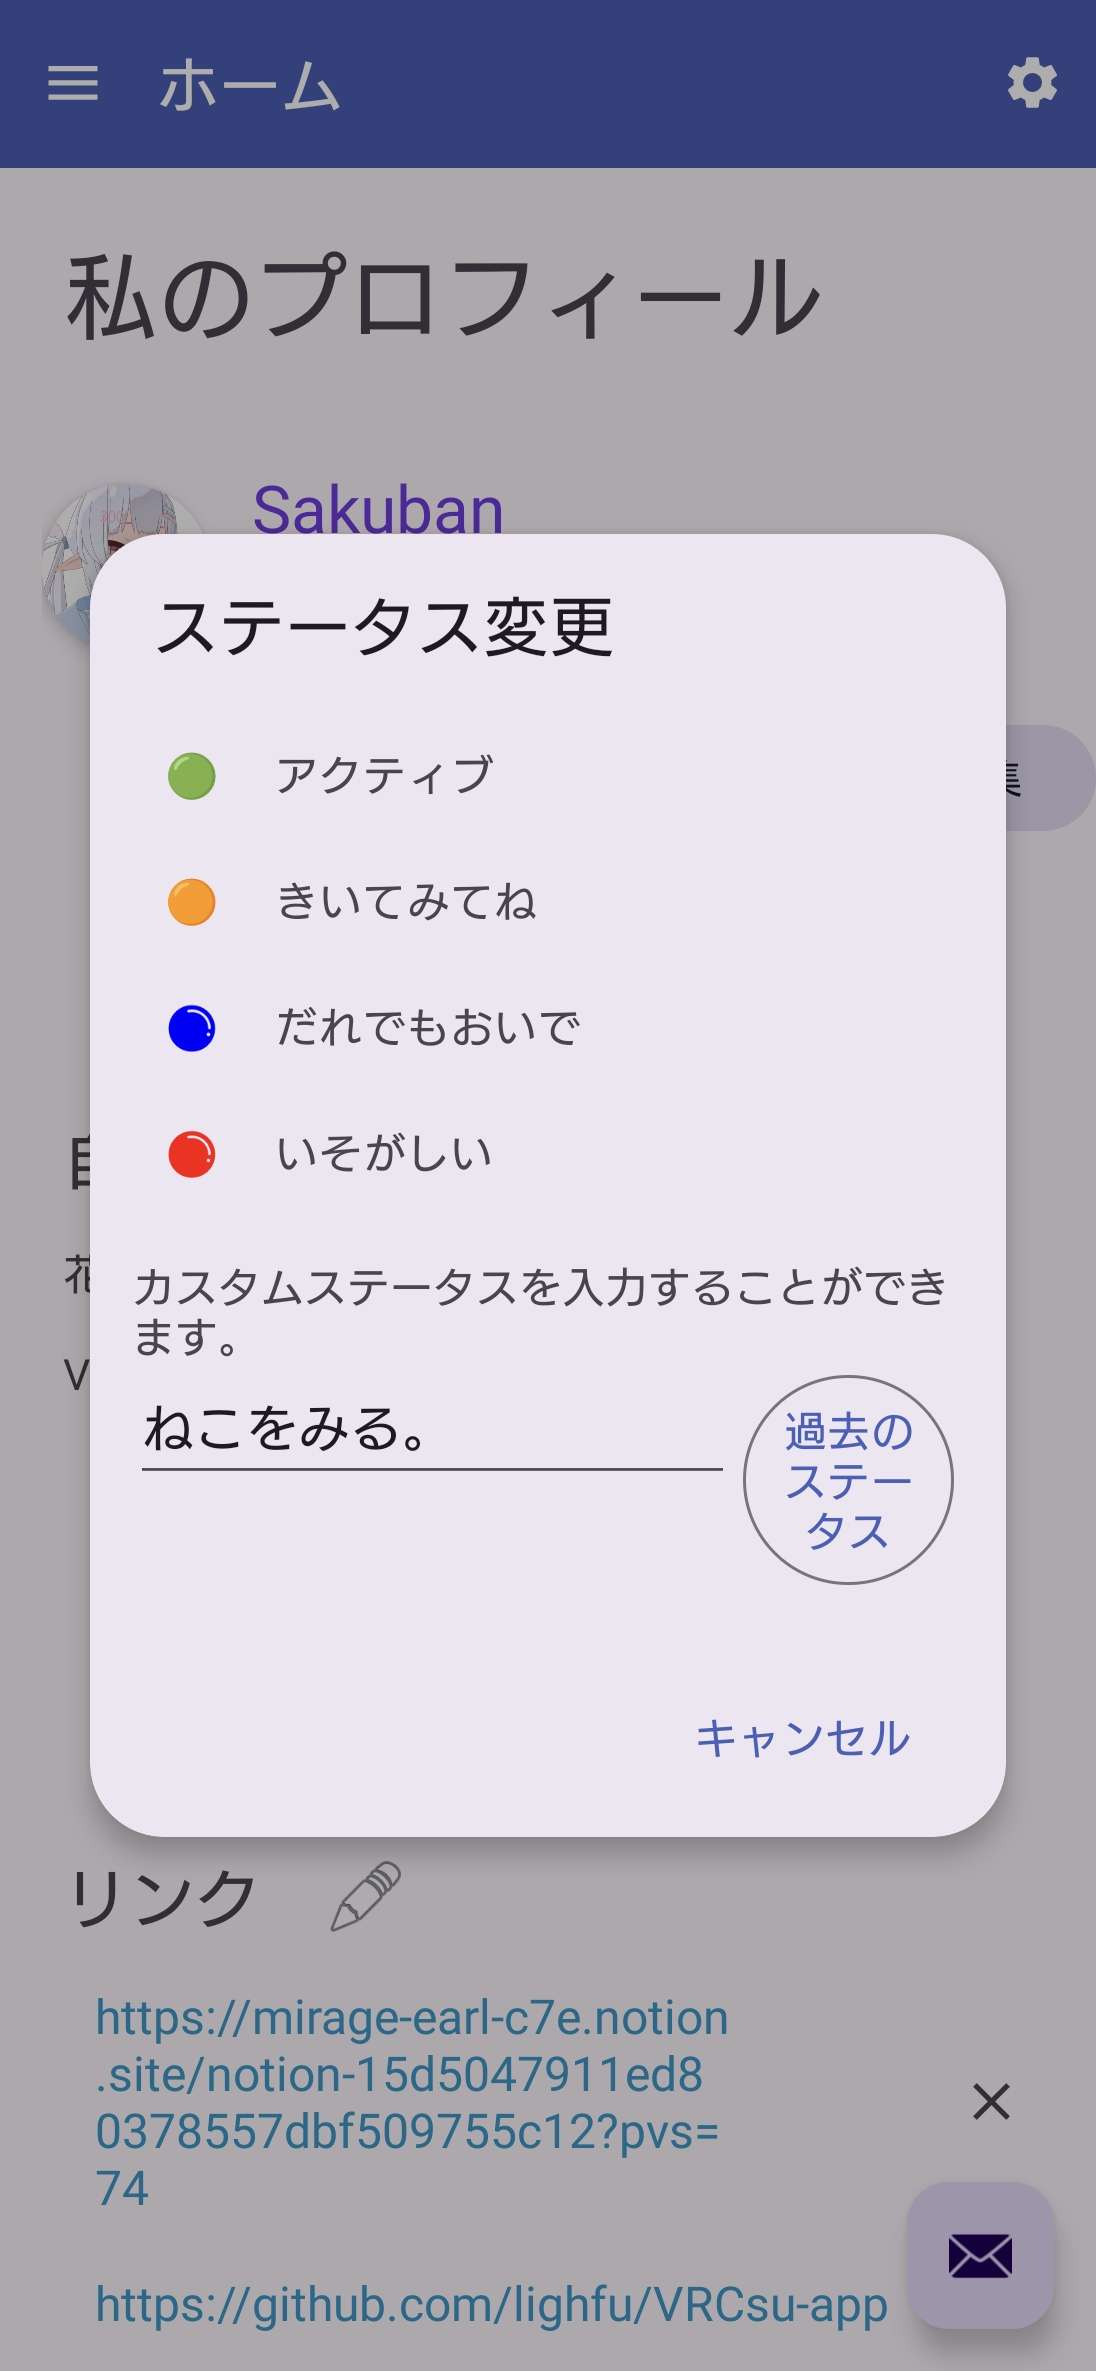 ホーム
私のプロフィール
Sakuban
ステータス変更
アクティブ
集
きいてみてね
だれでもおいで
いそがしい
花
V
カスタムステータスを入力することができ
ます。
ねこをみる。
過去の
ステー
タス
キャンセル
リンク
https://mirage-earl-c7e.notion
.site/notion-15d5047911ed8
0378557dbf509755c12?pvs=
74
https://github.com/lighfu/VRCsu-app